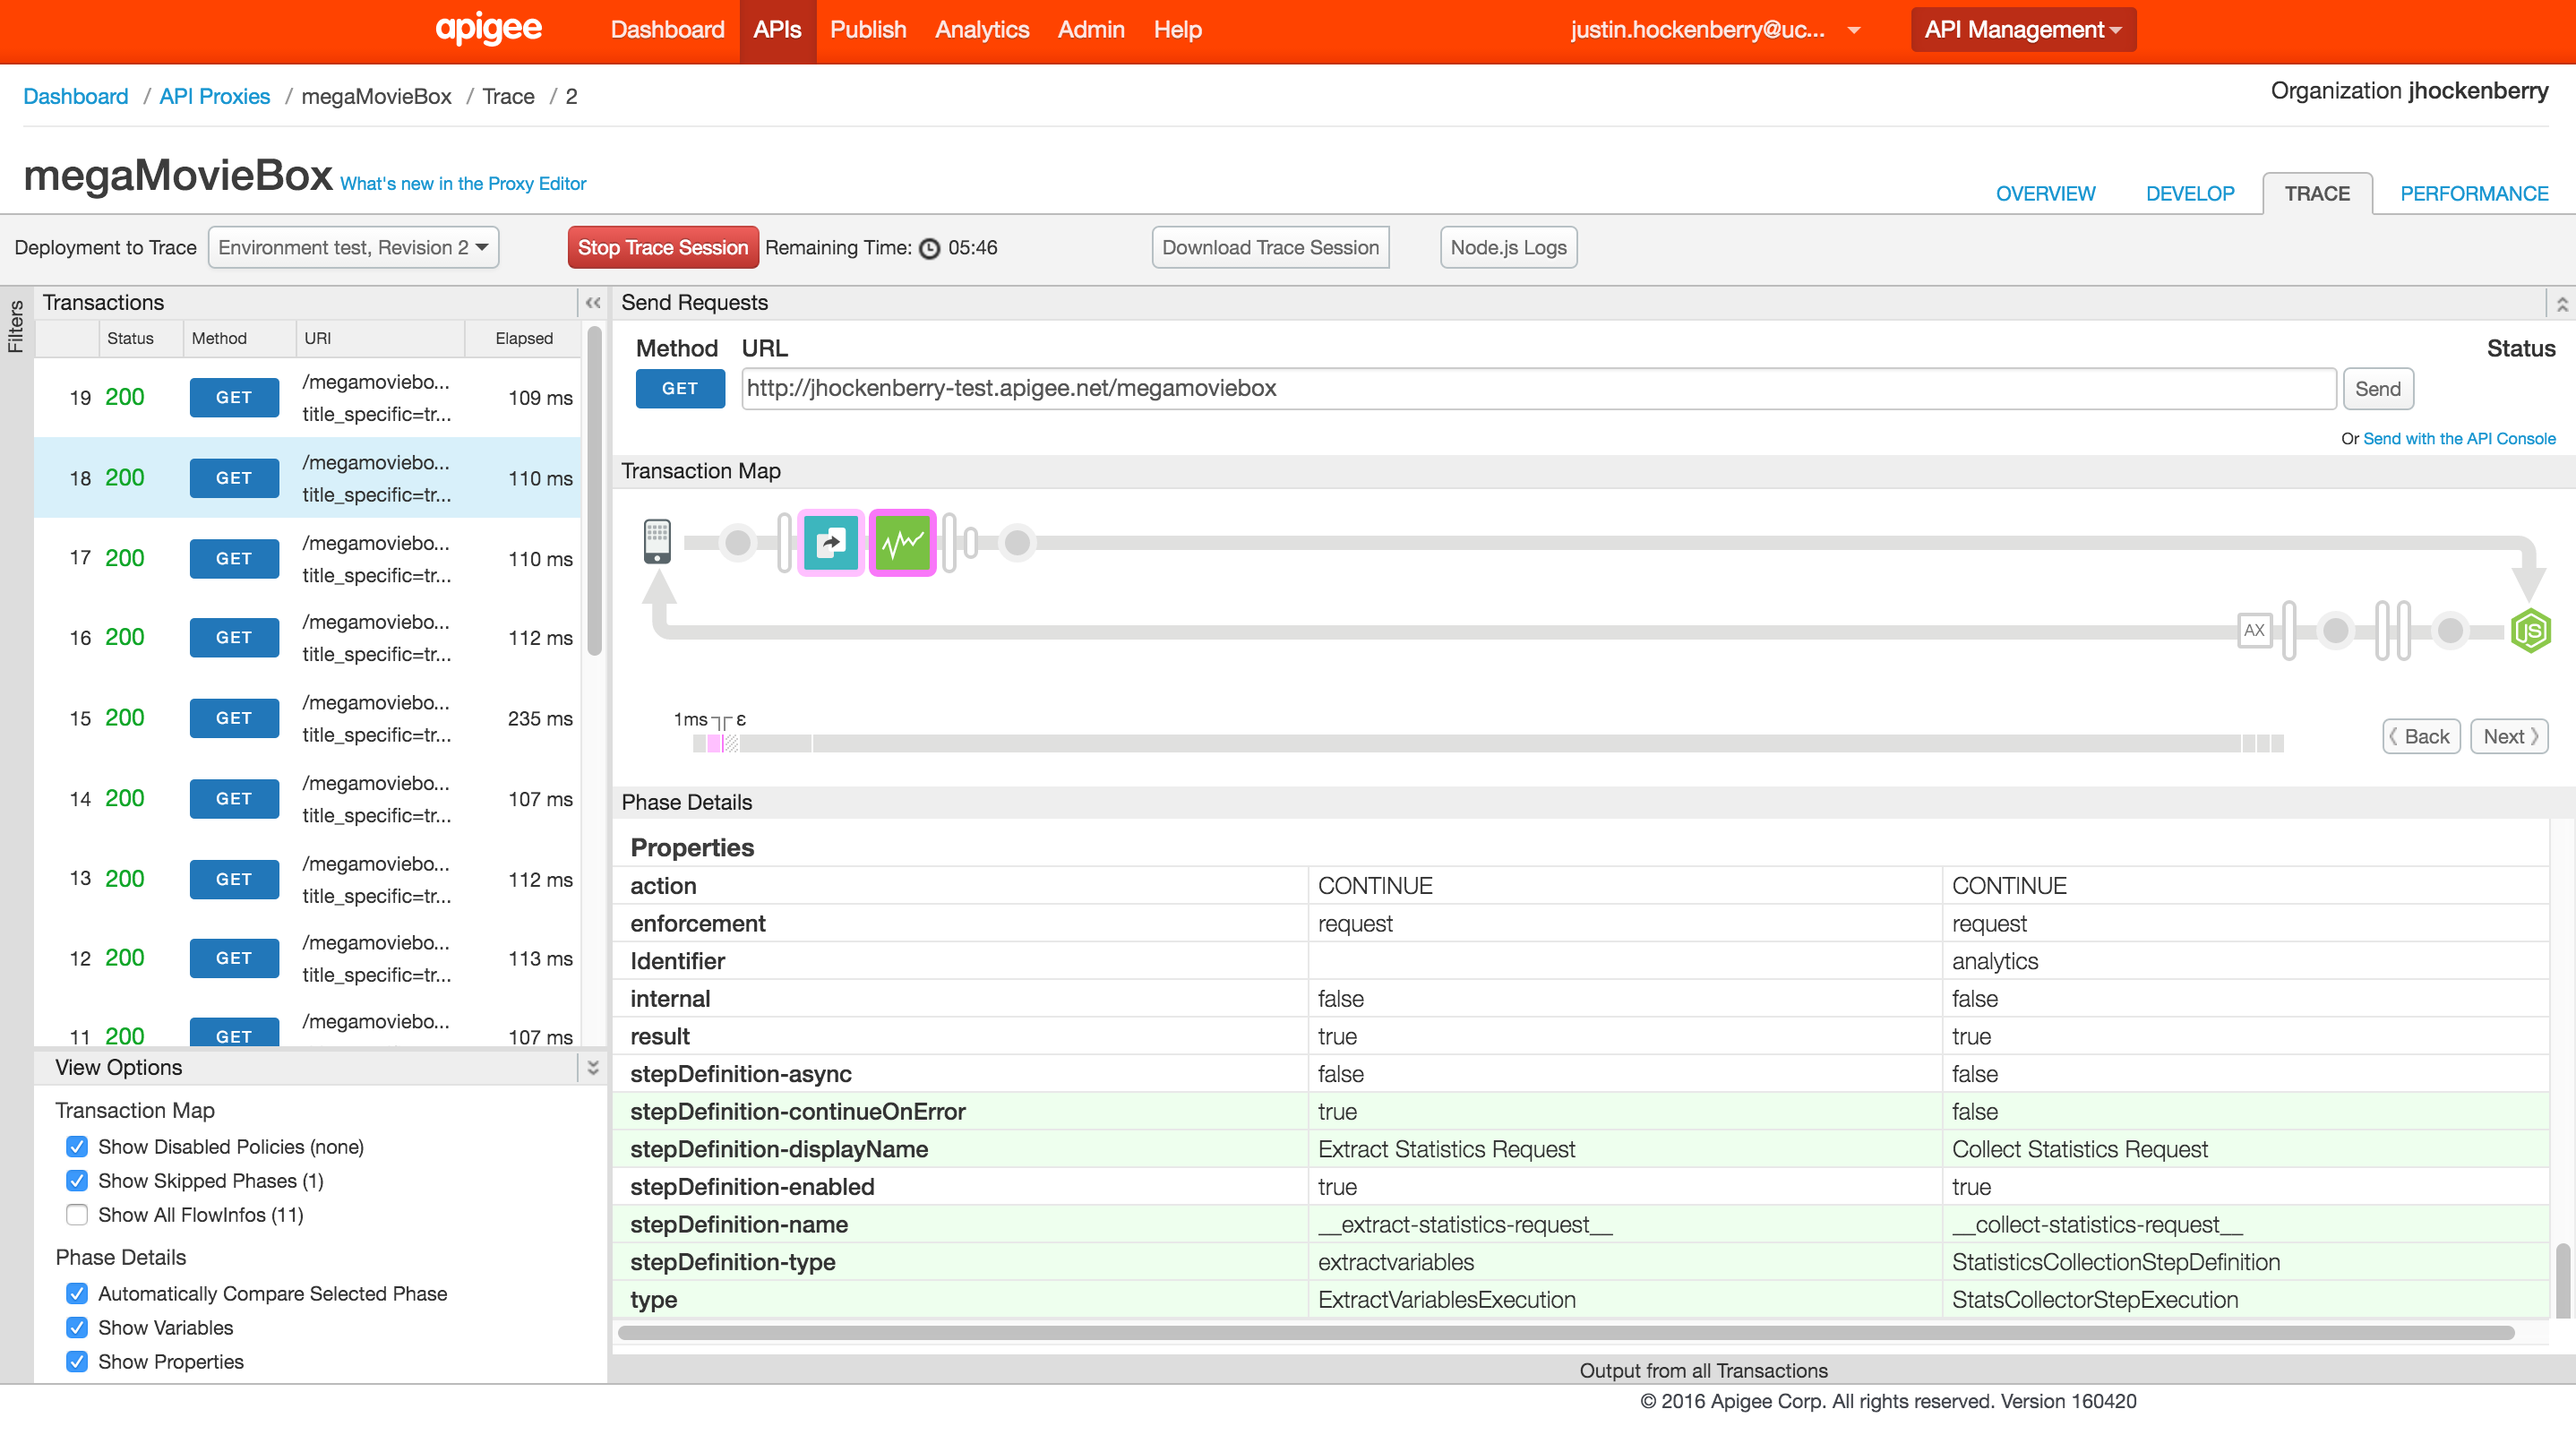 apigee Dashboard APIs Publish Analytics Admin Help justin.hockenberry@uc... API Management
Dashboard / API Proxies / megaMovieBox / Trace / 2 Organization jhockenberry
megaMovieBox What's new in the Proxy Editor OVERVIEW DEVELOP TRACE PERFORMANCE
Deployment to Trace Environment test, Revision 2 Stop Trace Session Remaining Time: 05:46 Download Trace Session Node.js Logs
Filters
Transactions
Status Method URI Elapsed
19 200 GET /megamoviebo... 109 ms
title_specific=tr...
18 200 GET /megamoviebo... 110 ms
title_specific=tr...
17 200 GET /megamoviebo... 110 ms
title_specific=tr...
16 200 GET /megamoviebo... 112 ms
title_specific=tr...
15 200 GET /megamoviebo... 235 ms
title_specific=tr...
14 200 GET /megamoviebo... 107 ms
title_specific=tr...
13 200 GET /megamoviebo... 112 ms
title_specific=tr...
12 200 GET /megamoviebo... 113 ms
title_specific=tr...
11 200 GET /megamoviebo... 107 ms
View Options
Transaction Map
Show Disabled Policies (none)
Show Skipped Phases (1)
Show All FlowInfos (11)
Phase Details
Automatically Compare Selected Phase
Show Variables
Show Properties
Send Requests
Method URL Status
GET http://jhockenberry-test.apigee.net/megamoviebox Send
Or Send with the API Console
Transaction Map
AX JS
1ms ε
Back Next
Phase Details
Properties
action CONTINUE CONTINUE
enforcement request request
Identifier analytics
internal false false
result true true
stepDefinition-async false false
stepDefinition-continueOnError true false
stepDefinition-displayName Extract Statistics Request Collect Statistics Request
stepDefinition-enabled true true
stepDefinition-name __extract-statistics-request__ __collect-statistics-request__
stepDefinition-type extractvariables StatisticsCollectionStepDefinition
type ExtractVariablesExecution StatsCollectorStepExecution
Output from all Transactions
© 2016 Apigee Corp. All rights reserved. Version 160420